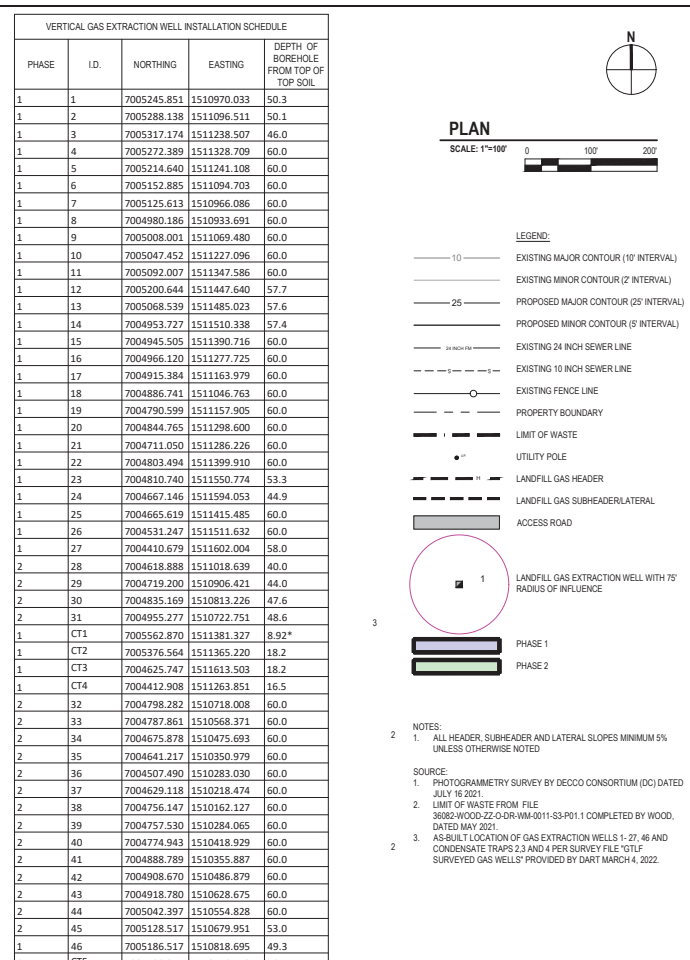 VERTICAL GAS EXTRACTION WELL INSTALLATION SCHEDULE
PHASE I.D. NORTHING EASTING DEPTH OF BOREHOLE FROM TOP OF TOP SOIL
1 1 7005245.851 1510970.033 50.3
1 2 7005288.138 1511096.511 50.1
1 3 7005317.174 1511238.507 46.0
1 4 7005272.389 1511328.709 60.0
1 5 7005214.640 1511241.108 60.0
1 6 7005152.885 1511094.703 60.0
1 7 7005125.613 1510966.086 60.0
1 8 7004980.186 1510933.691 60.0
1 9 7005008.001 1511069.480 60.0
1 10 7005047.452 1511227.096 60.0
1 11 7005092.007 1511347.586 60.0
1 12 7005200.644 1511447.640 57.7
1 13 7005068.539 1511485.023 57.6
1 14 7004953.727 1511510.338 57.4
1 15 7004945.505 1511390.716 60.0
1 16 7004966.120 1511277.725 60.0
1 17 7004915.384 1511163.979 60.0
1 18 7004886.741 1511046.763 60.0
1 19 7004790.599 1511157.905 60.0
1 20 7004844.765 1511298.600 60.0
1 21 7004711.050 1511286.226 60.0
1 22 7004803.494 1511399.910 60.0
1 23 7004810.740 1511550.774 53.3
1 24 7004667.146 1511594.053 44.9
1 25 7004665.619 1511415.485 60.0
1 26 7004531.247 1511511.632 60.0
1 27 7004410.679 1511602.004 58.0
2 28 7004618.888 1511018.639 40.0
2 29 7004719.200 1510906.421 44.0
2 30 7004835.169 1510813.226 47.6
2 31 7004955.277 1510722.751 48.6
1 CT1 7005562.870 1511381.327 8.92*
1 CT2 7005376.564 1511365.220 18.2
1 CT3 7004625.747 1511613.503 18.2
1 CT4 7004412.908 1511263.851 16.5
2 32 7004798.282 1510718.008 60.0
2 33 7004787.861 1510568.371 60.0
2 34 7004675.878 1510475.693 60.0
2 35 7004641.217 1510350.979 60.0
2 36 7004507.490 1510283.030 60.0
2 37 7004629.118 1510218.474 60.0
2 38 7004756.147 1510162.127 60.0
2 39 7004757.530 1510284.065 60.0
2 40 7004774.943 1510418.929 60.0
2 41 7004888.789 1510355.887 60.0
2 42 7004908.670 1510486.879 60.0
2 43 7004918.780 1510628.675 60.0
2 44 7005042.397 1510554.828 60.0
2 45 7005128.517 1510679.951 53.0
1 46 7005186.517 1510818.695 49.3
N
PLAN
SCALE: 1"=100' 0 100' 200'
LEGEND:
10 EXISTING MAJOR CONTOUR (10' INTERVAL)
EXISTING MINOR CONTOUR (2' INTERVAL)
25 PROPOSED MAJOR CONTOUR (25' INTERVAL)
PROPOSED MINOR CONTOUR (5' INTERVAL)
24 INCH FM EXISTING 24 INCH SEWER LINE
S S EXISTING 10 INCH SEWER LINE
EXISTING FENCE LINE
PROPERTY BOUNDARY
LIMIT OF WASTE
UTILITY POLE
H LANDFILL GAS HEADER
LANDFILL GAS SUBHEADER/LATERAL
ACCESS ROAD
1 LANDFILL GAS EXTRACTION WELL WITH 75'
RADIUS OF INFLUENCE
3
PHASE 1
PHASE 2
NOTES:
2 1. ALL HEADER, SUBHEADER AND LATERAL SLOPES MINIMUM 5%
UNLESS OTHERWISE NOTED
SOURCE:
1. PHOTOGRAMMETRY SURVEY BY DECCO CONSORTIUM (DC) DATED
JULY 16 2021.
2. LIMIT OF WASTE FROM FILE
36082-WOOD-ZZ-O-DR-WM-0011-S3-P01.1 COMPLETED BY WOOD,
DATED MAY 2021.
3. AS-BUILT LOCATION OF GAS EXTRACTION WELLS 1- 27, 46 AND
2 CONDENSATE TRAPS 2,3 AND 4 PER SURVEY FILE "GTLF
SURVEYED GAS WELLS" PROVIDED BY DART MARCH 4, 2022.